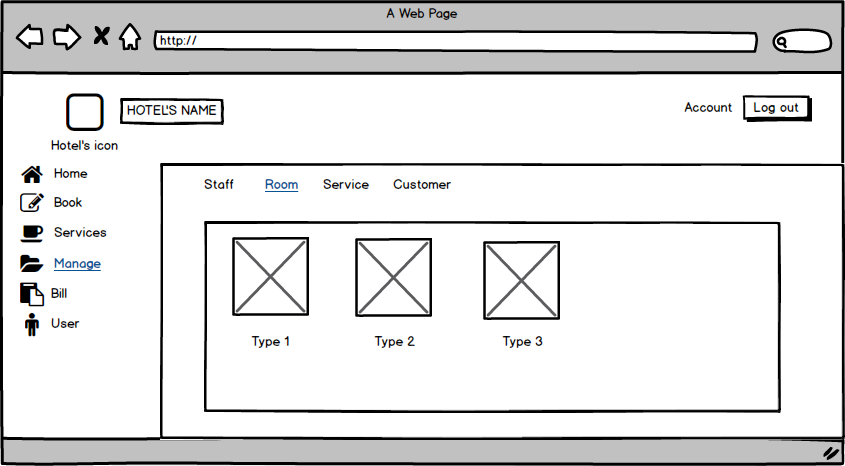 A Web Page
http://
HOTEL'S NAME
Account
Log out
Hotel's icon
Home
Book
Services
Manage
Bill
User
Staff
Room
Service
Customer
Type 1
Type 2
Type 3